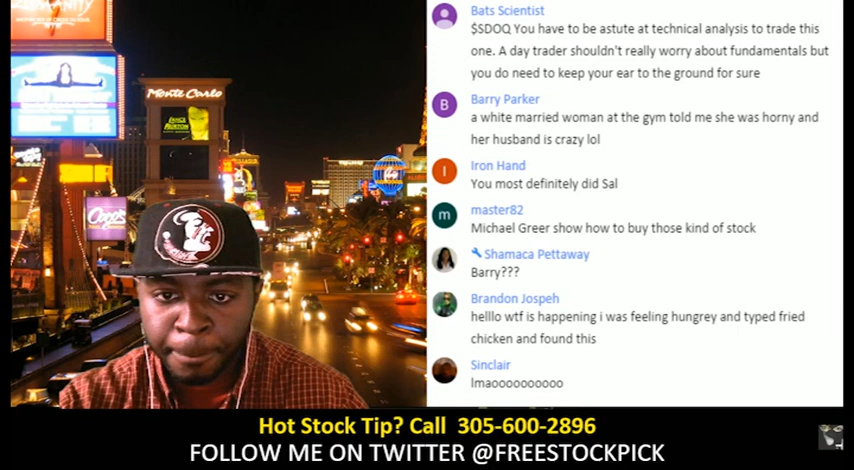 HUMANITY
Monte Carlo
LANCE
BURTON
Coco's
Bats Scientist
$SDOQ You have to be astute at technical analysis to trade this
one. A day trader shouldn't really worry about fundamentals but
you do need to keep your ear to the ground for sure
B
Barry Parker
a white married woman at the gym told me she was horny and
her husband is crazy lol
I
Iron Hand
You most definitely did Sal
m
master82
Michael Greer show how to buy those kind of stock
Shamaca Pettaway
Barry???
Brandon Jospeh
helllo wtf is happening i was feeling hungrey and typed fried
chicken and found this
Sinclair
lmaoooooooooo
Hot Stock Tip? Call 305-600-2896
FOLLOW ME ON TWITTER @FREESTOCKPICK